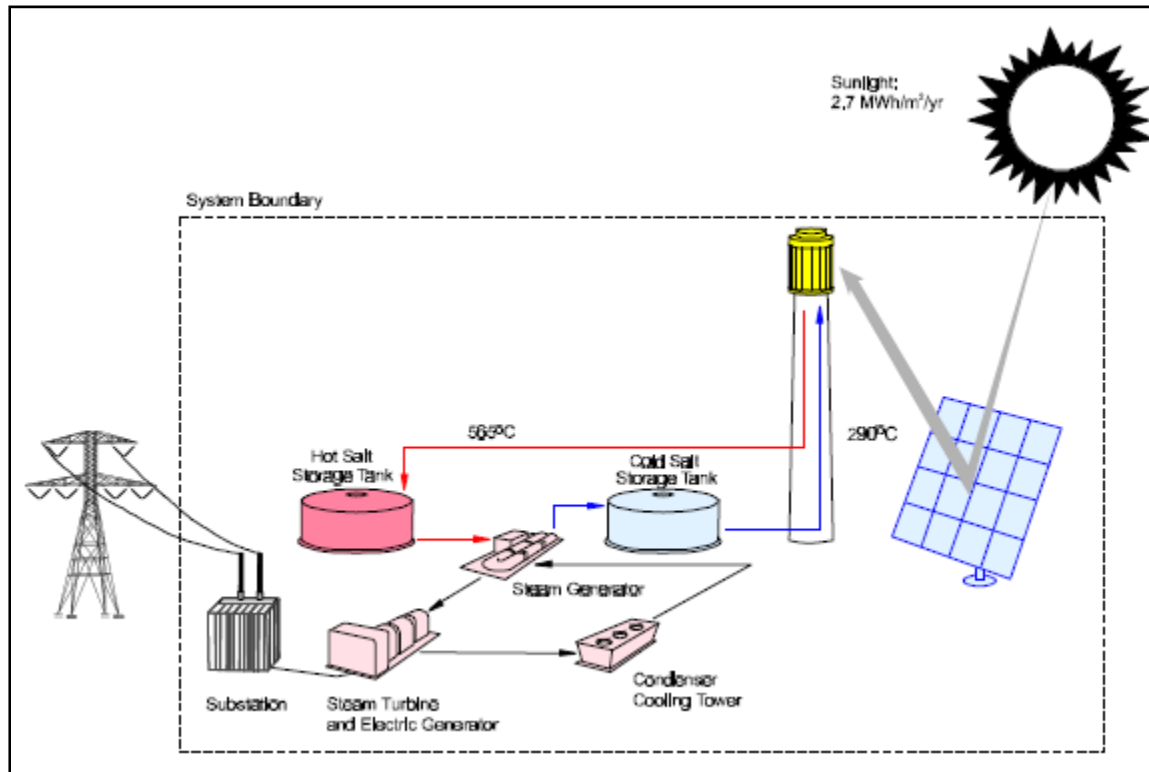 Sunlight:
2.7 MWh/m²/yr
System Boundary
565ºC
290ºC
Hot Salt
Storage Tank
Cold Salt
Storage Tank
Steam Generator
Substation
Steam Turbine
and Electric Generator
Condenser
Cooling Tower